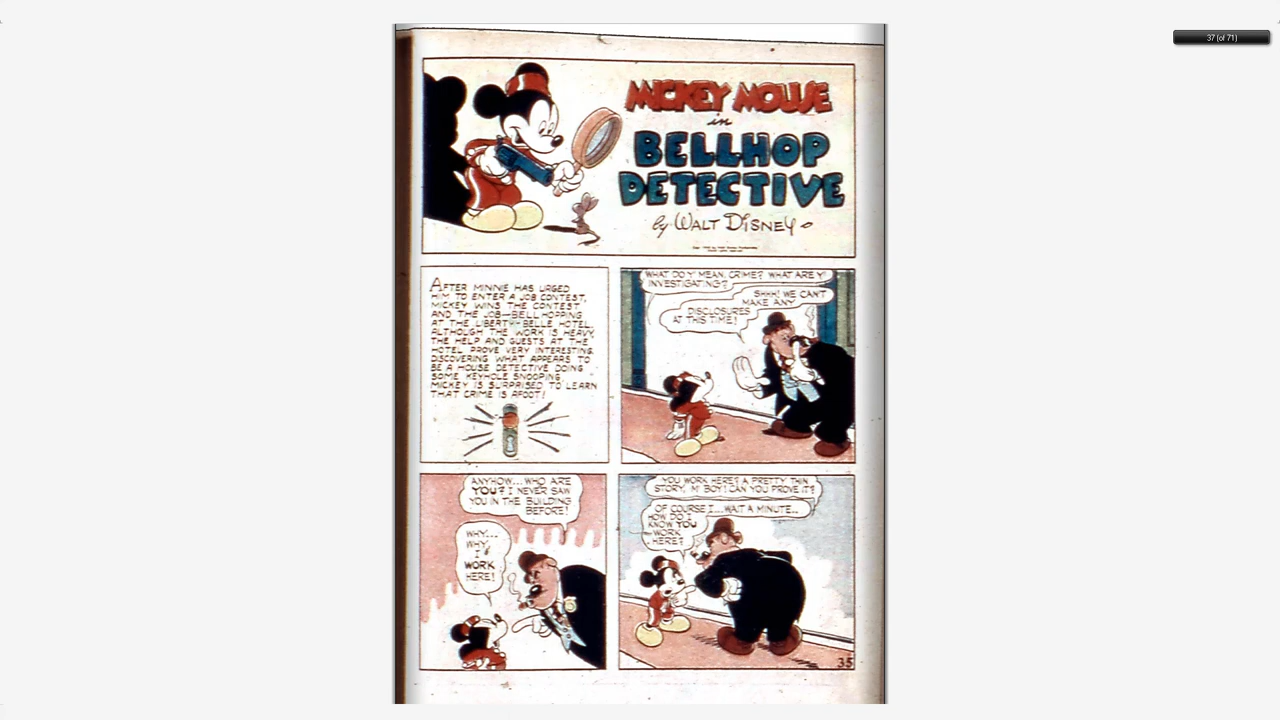 37 (of 71)
MICKEY MOUSE
in
BELLHOP
DETECTIVE
by WALT DISNEY
AFTER MINNIE HAS URGED
HIM TO ENTER A JOB CONTEST,
MICKEY WINS THE CONTEST
AND THE JOB—BELL HOPPING
AT THE LIBERTY-BELLE HOTEL.
ALTHOUGH THE WORK IS HEAVY,
THE HELP AND GUESTS AT THE
HOTEL PROVE VERY INTERESTING.
DISCOVERING WHAT APPEARS TO
BE A HOUSE DETECTIVE DOING
SOME KEYHOLE SNOOPING,
MICKEY IS SURPRISED TO LEARN
THAT CRIME IS AFOOT!
WHAT DO Y' MEAN, CRIME? WHAT ARE Y'
INVESTIGATING?
SHHH! WE CAN'T
MAKE ANY
DISCLOSURES
AT THIS TIME!
ANYHOW... WHO ARE
YOU? I NEVER SAW
YOU IN THE BUILDING
BEFORE!
WHY...
WHY,
I
WORK
HERE!
YOU WORK HERE? A PRETTY THIN
STORY, M' BOY! CAN YOU PROVE IT?
OF COURSE I... WAIT A MINUTE...
HOW DO I
KNOW YOU
WORK
HERE?
35